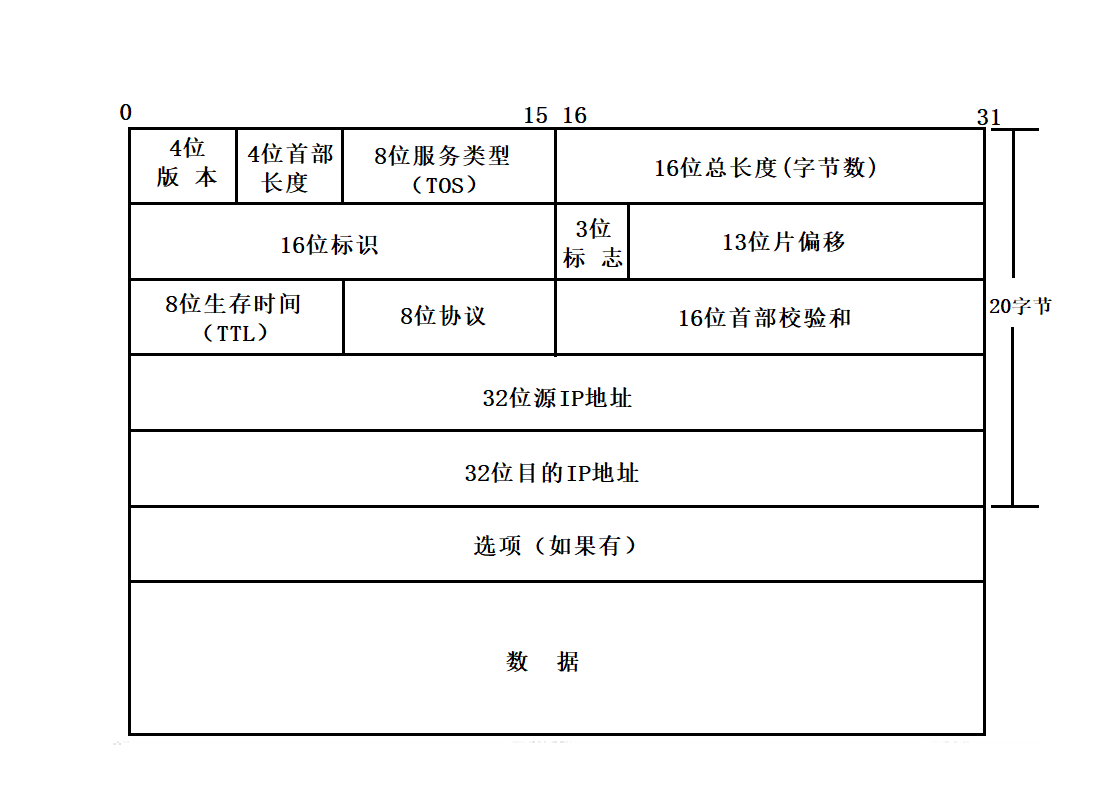 0 15 16 31
4位
版 本
4位首部
长度
8位服务类型
（TOS）
16位总长度(字节数)
16位标识
3位
标 志
13位片偏移
8位生存时间
（TTL）
8位协议
16位首部校验和
20字节
32位源IP地址
32位目的IP地址
选项（如果有）
数 据